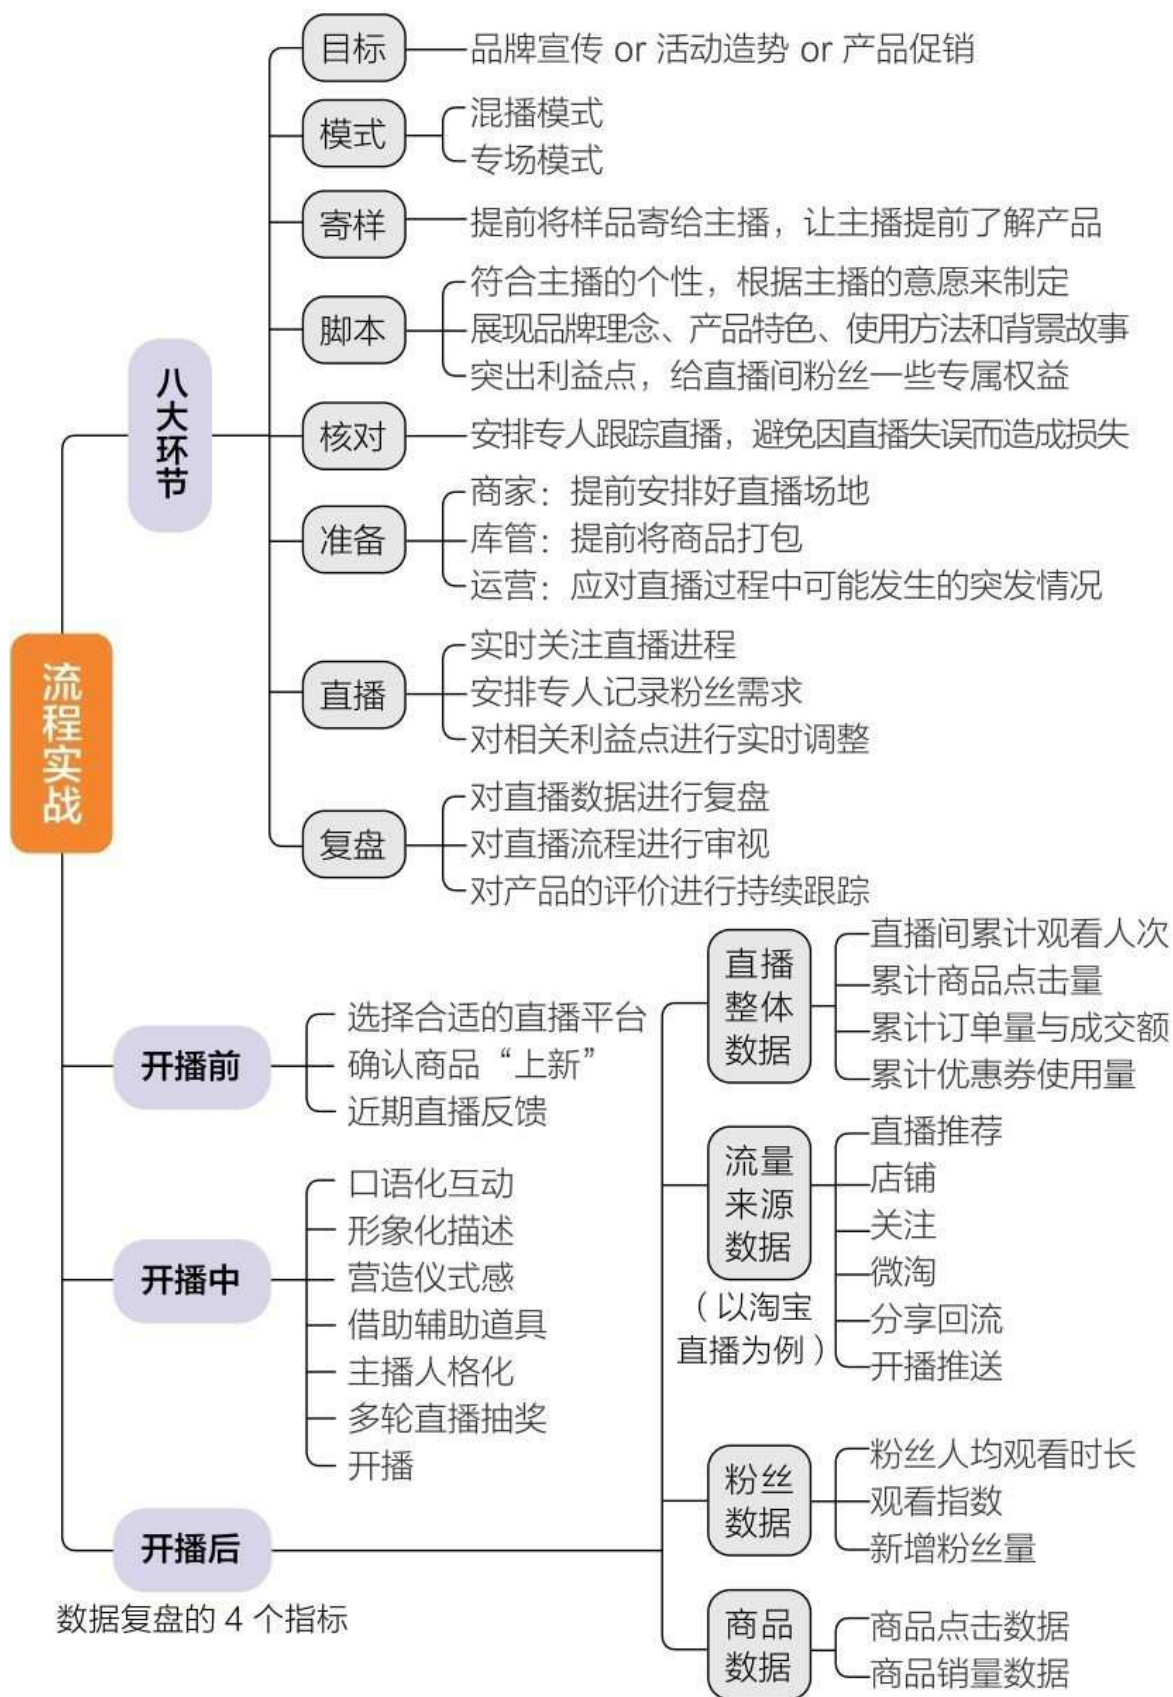 目标
品牌宣传 or 活动造势 or 产品促销
模式
混播模式
专场模式
寄样
提前将样品寄给主播，让主播提前了解产品
脚本
符合主播的个性，根据主播的意愿来制定
展现品牌理念、产品特色、使用方法和背景故事
突出利益点，给直播间粉丝一些专属权益
八大环节
核对
安排专人跟踪直播，避免因直播失误而造成损失
准备
商家：提前安排好直播场地
库管：提前将商品打包
运营：应对直播过程中可能发生的突发情况
流程实战
直播
实时关注直播进程
安排专人记录粉丝需求
对相关利益点进行实时调整
复盘
对直播数据进行复盘
对直播流程进行审视
对产品的评价进行持续跟踪
开播前
选择合适的直播平台
确认商品“上新”
近期直播反馈
开播中
口语化互动
形象化描述
营造仪式感
借助辅助道具
主播人格化
多轮直播抽奖
开播
开播后
数据复盘的 4 个指标
直播
整体
数据
直播间累计观看人次
累计商品点击量
累计订单量与成交额
累计优惠券使用量
流量
来源
数据
（以淘宝
直播为例）
直播推荐
店铺
关注
微淘
分享回流
开播推送
粉丝
数据
粉丝人均观看时长
观看指数
新增粉丝量
商品
数据
商品点击数据
商品销量数据